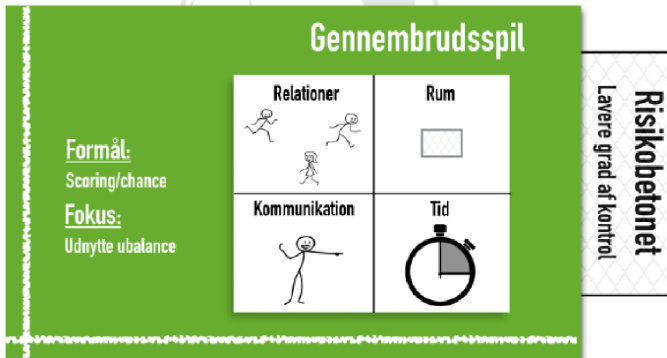 Gennembrudsspil
Formål:
Scoring/chance
Fokus:
Udnytte ubalance
Relationer
Rum
Kommunikation
Tid
Risikobetonet
Lavere grad af kontrol